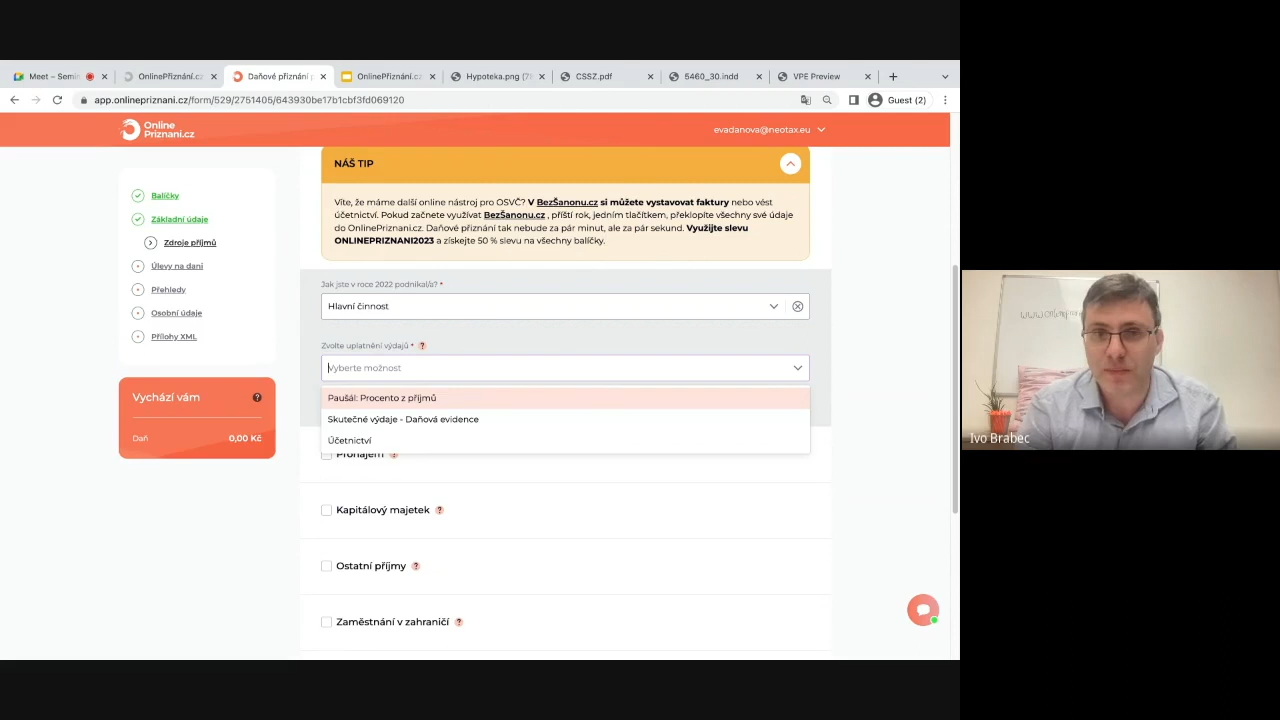 Meet – Semin
OnlinePřiznání.cz
Daňové přiznání p
OnlinePřiznání.cz
Hypoteka.png (7
CSSZ.pdf
5460_30.indd
VPE Preview
app.onlinepriznani.cz/form/529/2751405/643930be17b1cbf3fd069120
Guest (2)
Online
Priznani.cz
evadanova@neotax.eu
Balíčky
Základní údaje
Zdroje příjmů
Úlevy na dani
Přehledy
Osobní údaje
Přílohy XML
Vychází vám
?
Daň
0,00 Kč
NÁŠ TIP
Víte, že máme další online nástroj pro OSVČ? V BezŠanonu.cz si můžete vystavovat faktury nebo vést
účetnictví. Pokud začnete využívat BezŠanonu.cz , příští rok, jedním tlačítkem, překlopíte všechny své údaje
do OnlinePriznani.cz. Daňové přiznání tak nebude za pár minut, ale za pár sekund. Využijte slevu
ONLINEPRIZNANI2023 a získejte 50 % slevu na všechny balíčky.
Jak jste v roce 2022 podnikal/a? *
Hlavní činnost
Zvolte uplatnění výdajů * ?
Vyberte možnost
Paušál: Procento z příjmů
Skutečné výdaje - Daňová evidence
Účetnictví
Pronájem ?
Kapitálový majetek ?
Ostatní příjmy ?
Zaměstnání v zahraničí ?
Ivo Brabec